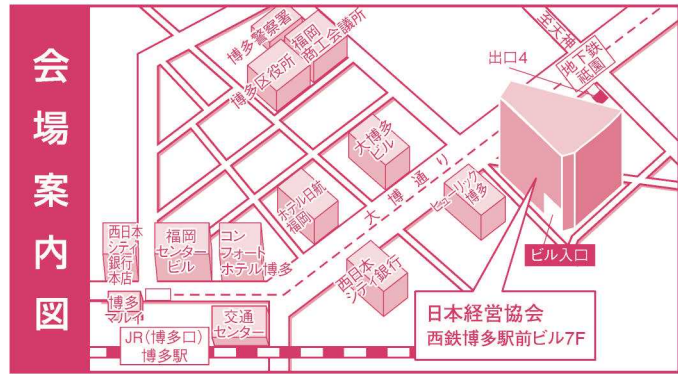 会場案内図
博多警察署
福岡
商工会議所
博多区役所
至天神
地下鉄
祇園
出口4
大博多
ビル
大博通り
ヒューリック
博多
ホテル日航
福岡
西日本
シティ
銀行
本店
福岡
センター
ビル
コン
フォート
ホテル博多
西日本
シティ銀行
ビル入口
博多
マルイ
交通
センター
JR(博多口)
博多駅
日本経営協会
西鉄博多駅前ビル7F